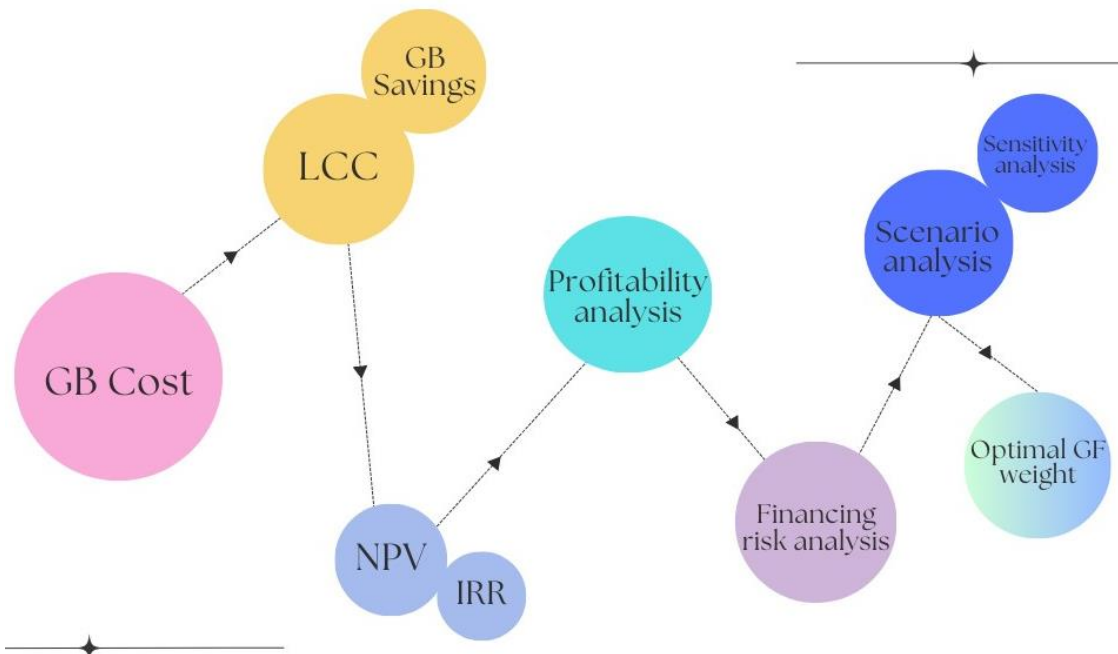 GB Cost
LCC
GB
Savings
NPV
IRR
Profitability
analysis
Financing
risk analysis
Scenario
analysis
Sensitivity
analysis
Optimal GF
weight